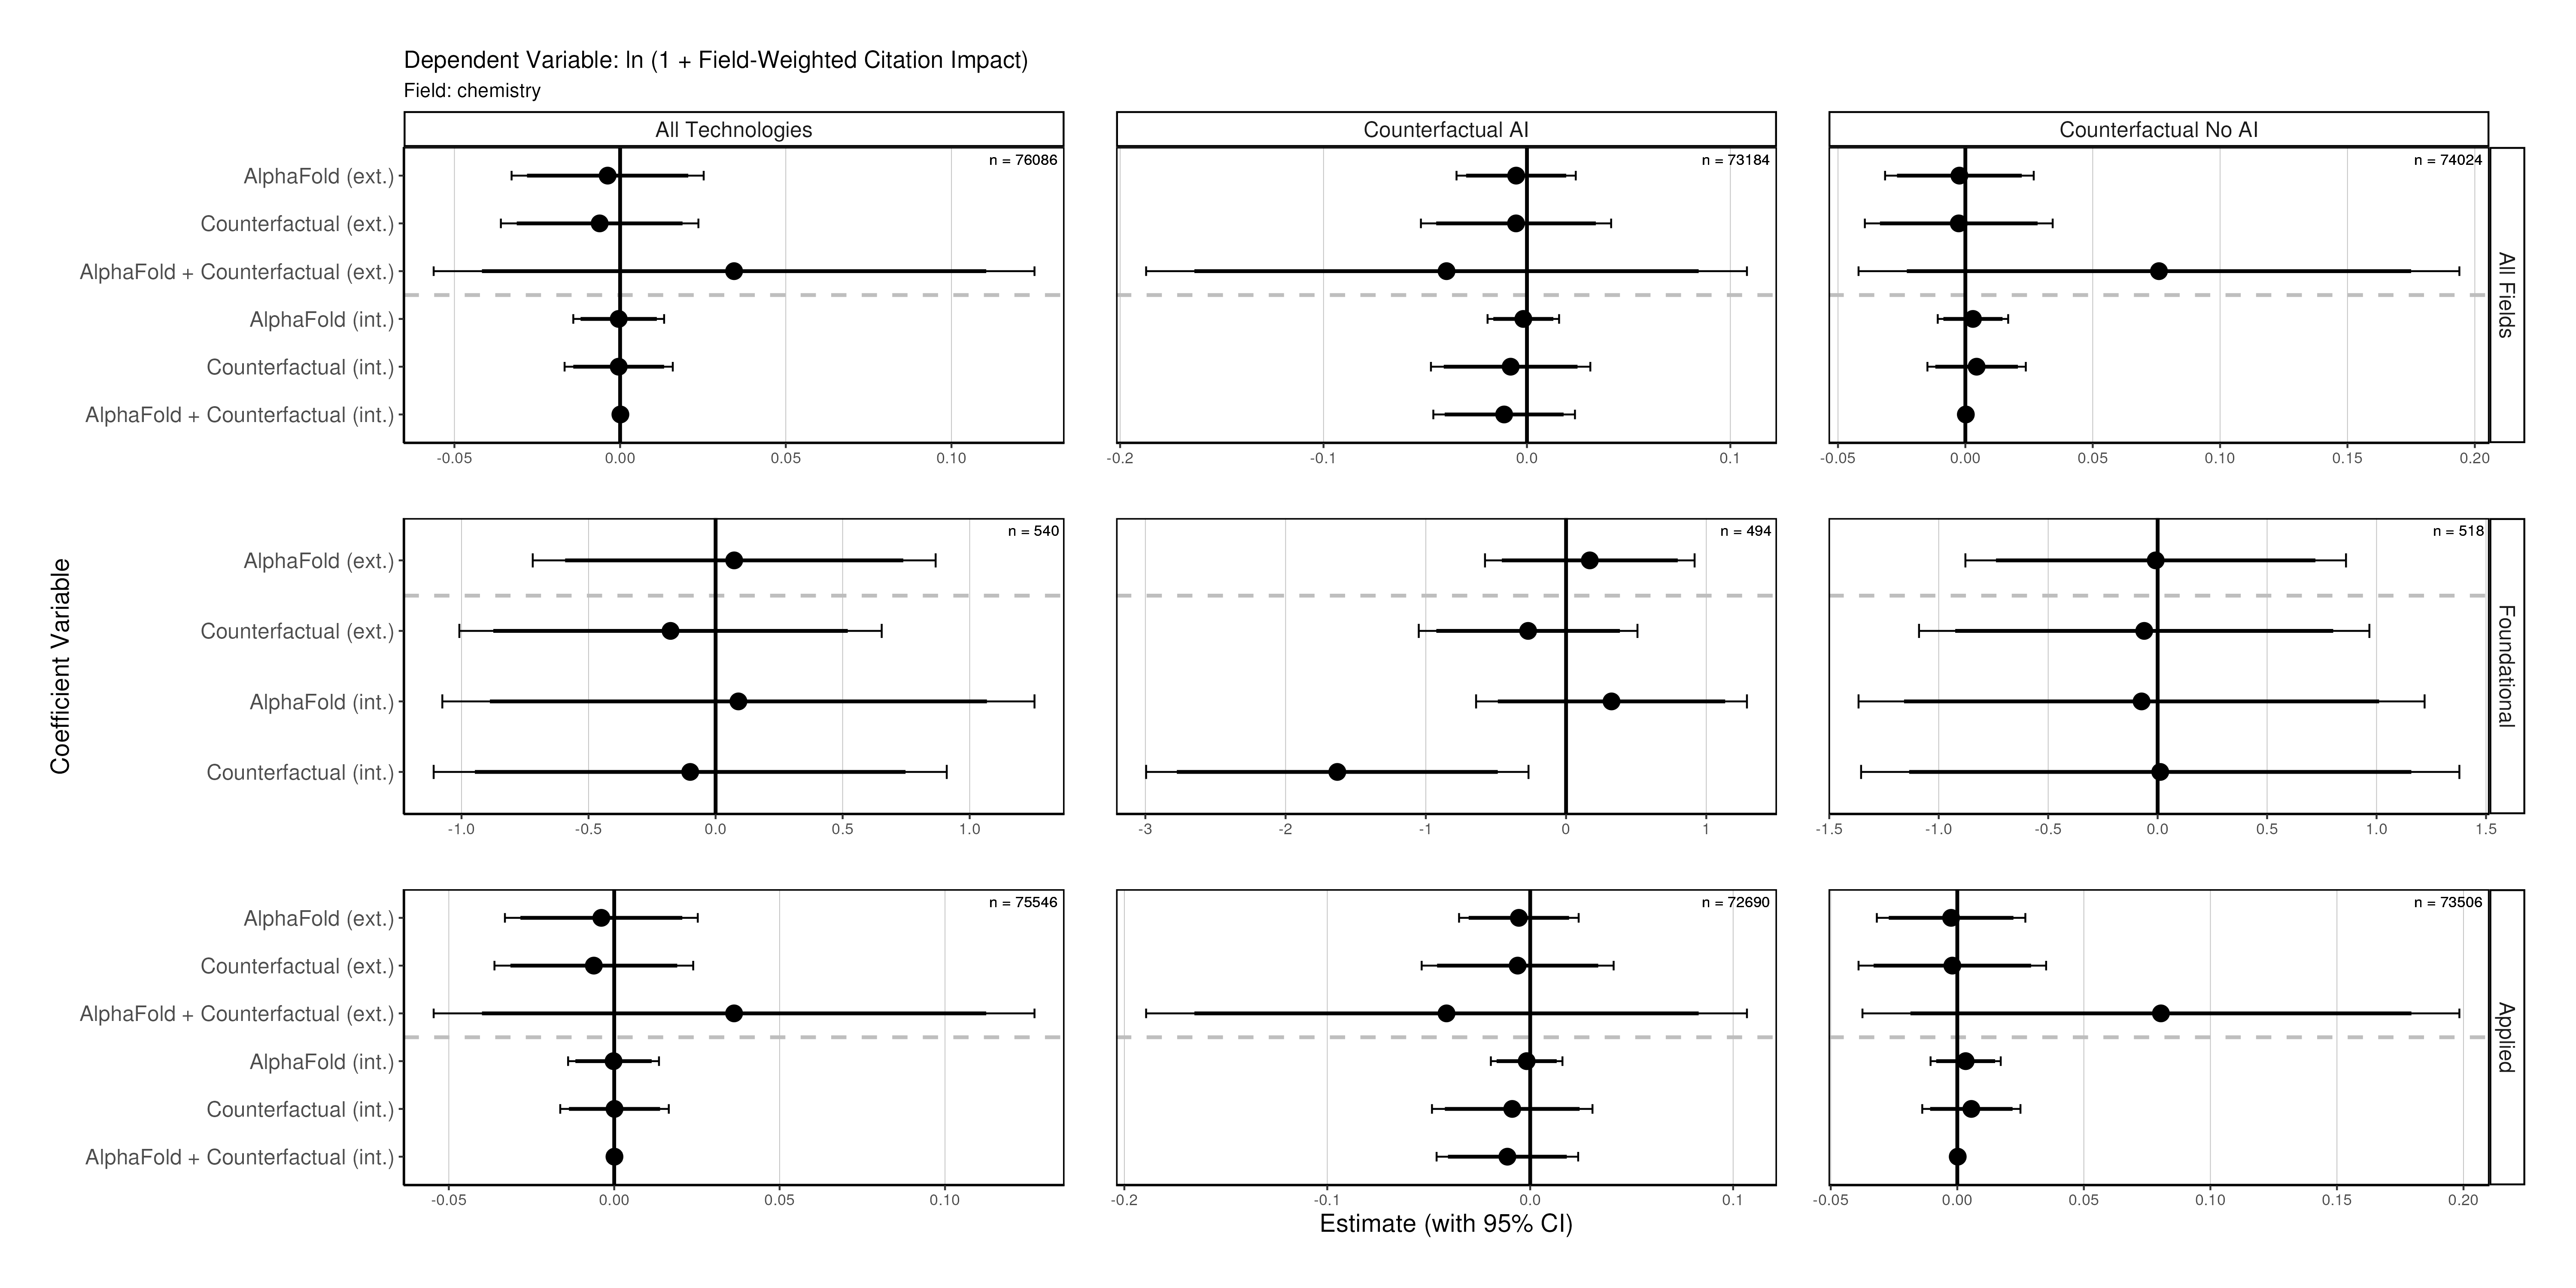 Dependent Variable: ln (1 + Field-Weighted Citation Impact)
Field: chemistry
All Technologies
Counterfactual AI
Counterfactual No AI
n = 76086
n = 73184
n = 74024
AlphaFold (ext.)
Counterfactual (ext.)
AlphaFold + Counterfactual (ext.)
AlphaFold (int.)
Counterfactual (int.)
AlphaFold + Counterfactual (int.)
All Fields
-0.05 0.00 0.05 0.10
-0.2 -0.1 0.0 0.1
-0.05 0.00 0.05 0.10 0.15 0.20
Coefficient Variable
n = 540
n = 494
n = 518
AlphaFold (ext.)
Counterfactual (ext.)
AlphaFold (int.)
Counterfactual (int.)
Foundational
-1.0 -0.5 0.0 0.5 1.0
-3 -2 -1 0 1
-1.5 -1.0 -0.5 0.0 0.5 1.0 1.5
n = 75546
n = 72690
n = 73506
AlphaFold (ext.)
Counterfactual (ext.)
AlphaFold + Counterfactual (ext.)
AlphaFold (int.)
Counterfactual (int.)
AlphaFold + Counterfactual (int.)
Applied
-0.05 0.00 0.05 0.10
-0.2 -0.1 0.0 0.1
-0.05 0.00 0.05 0.10 0.15 0.20
Estimate (with 95% CI)